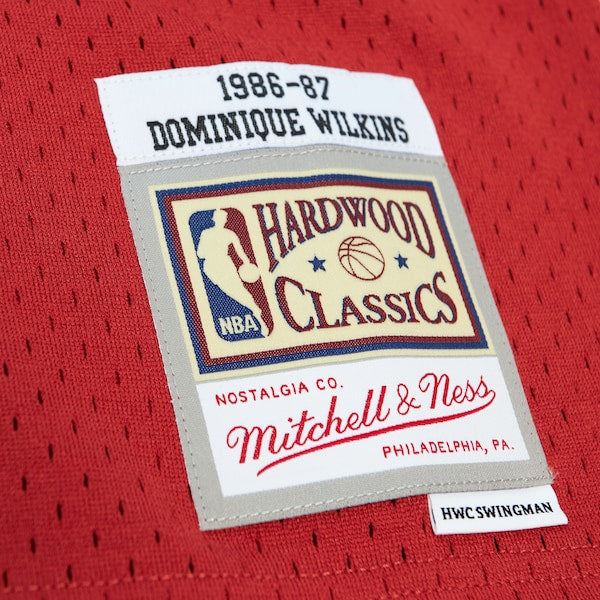 1986-87
DOMINIQUE WILKINS
HARDWOOD
CLASSICS
NBA
NOSTALGIA CO.
Mitchell & Ness
PHILADELPHIA, PA.
HWC SWINGMAN